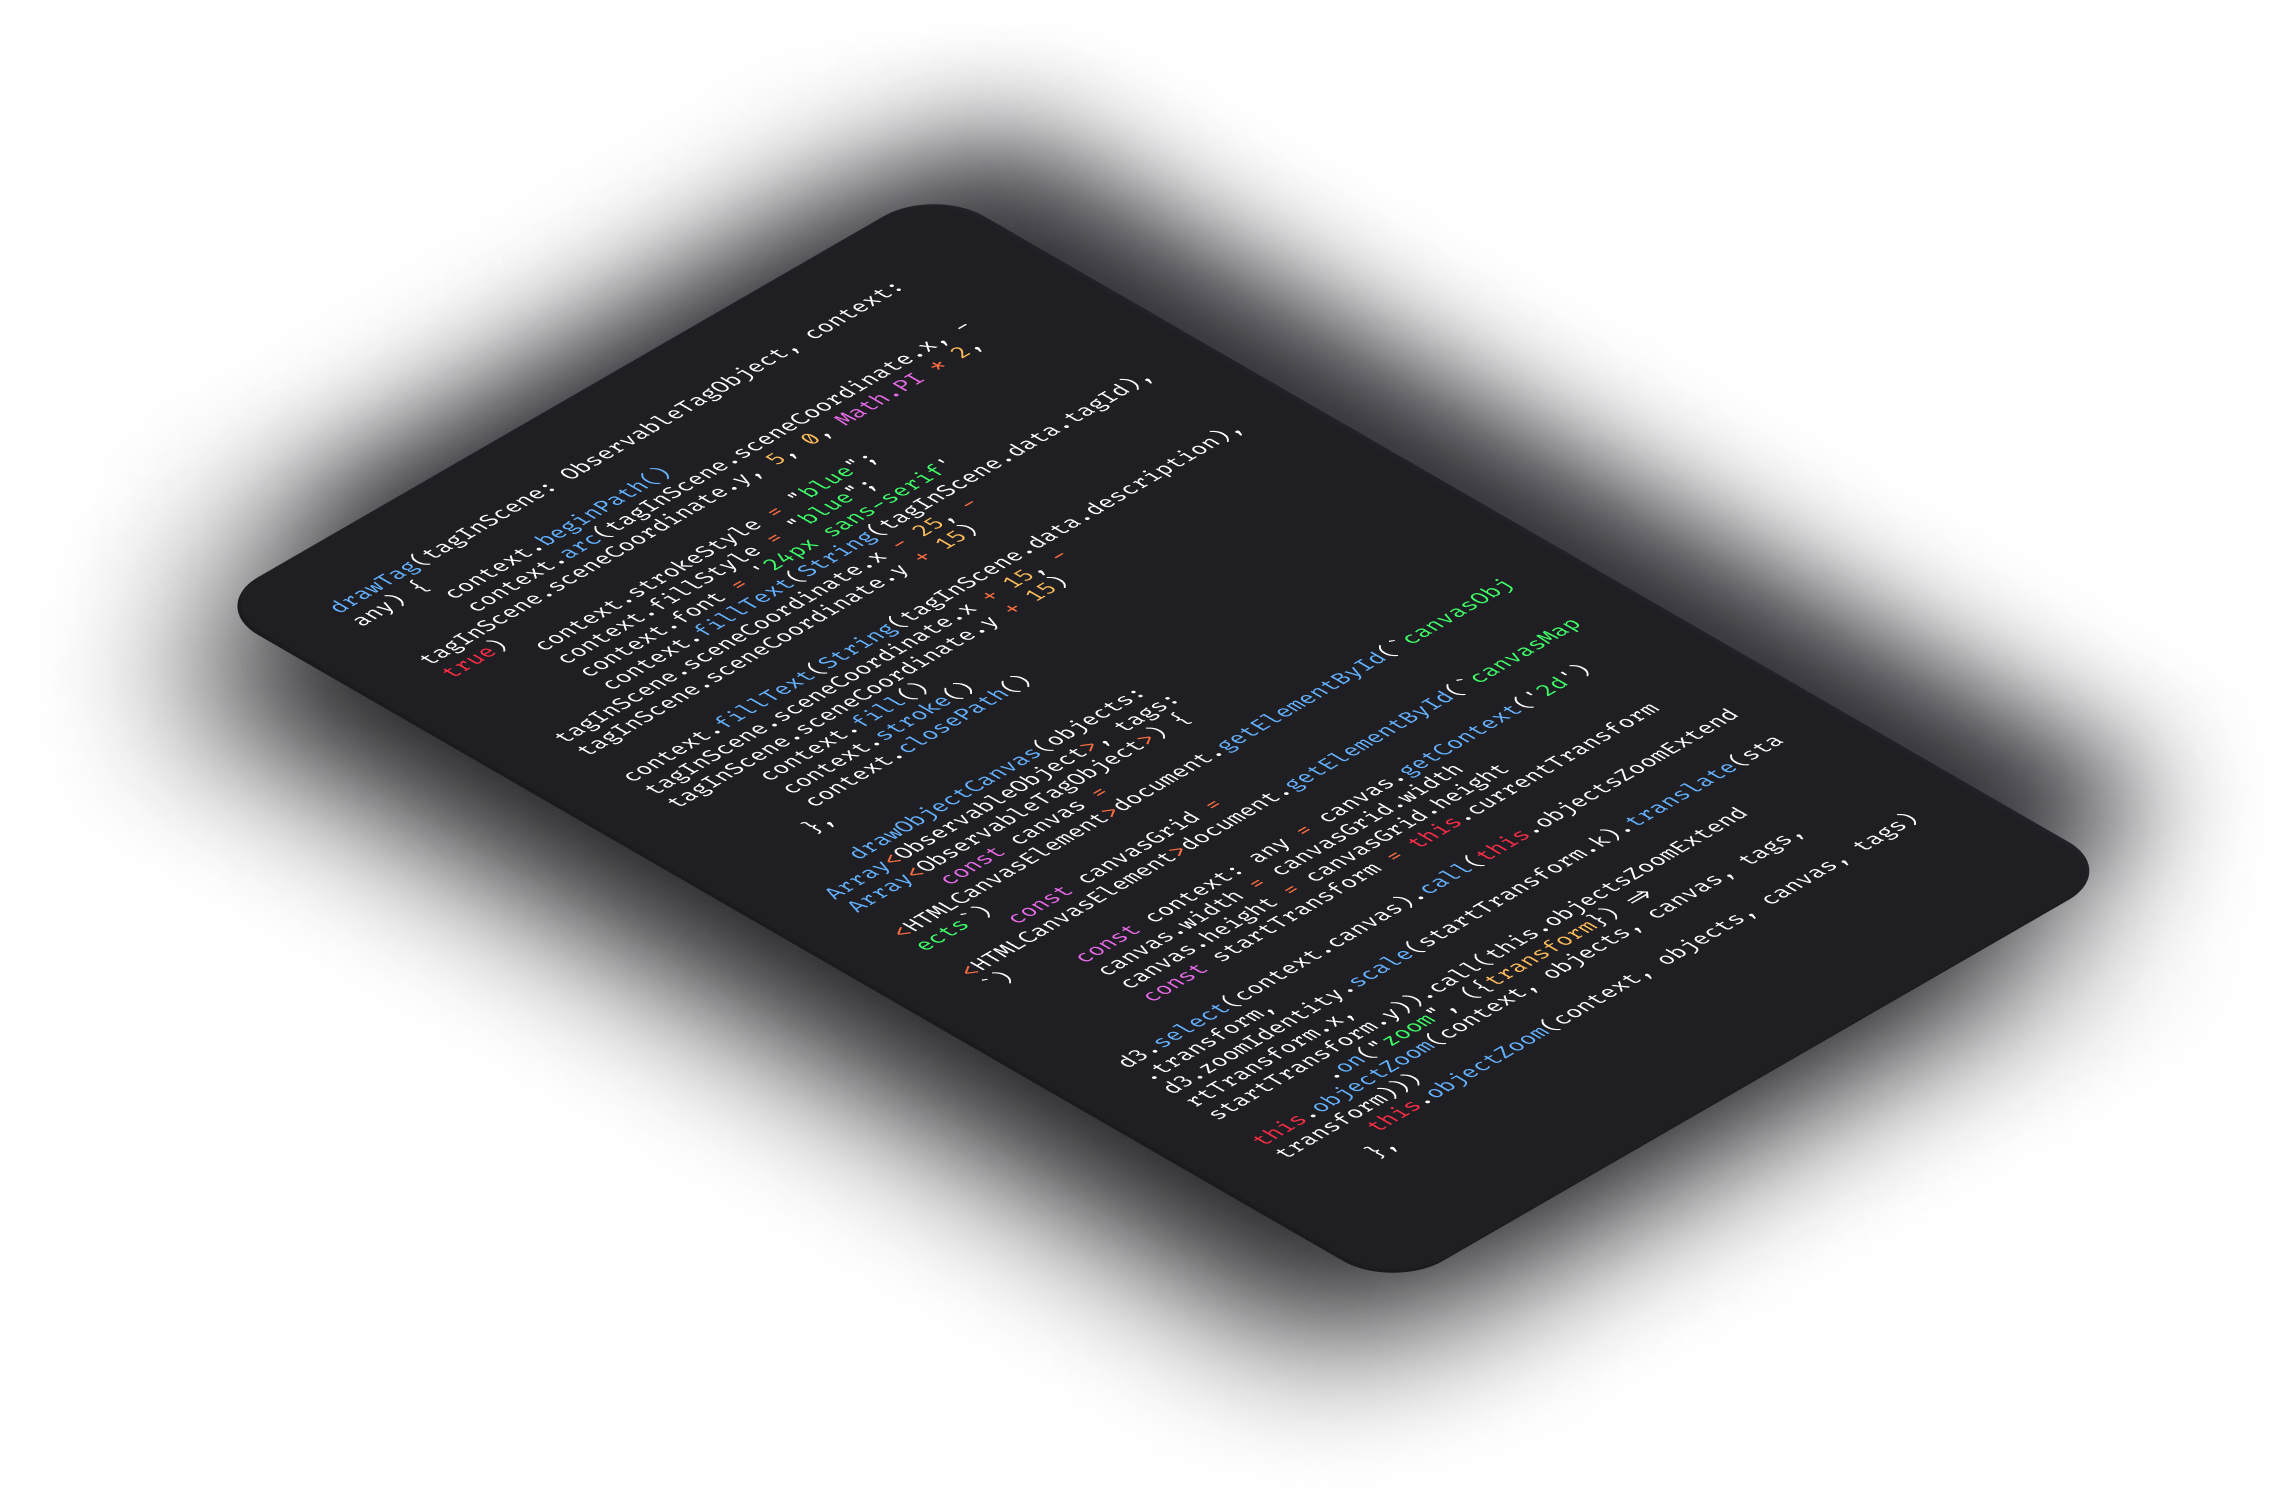 drawTag(tagInScene: ObservableTagObject, context:
any) {
context.beginPath()
context.arc(tagInScene.sceneCoordinate.x, -
tagInScene.sceneCoordinate.y, 5, 0, Math.PI * 2,
true)
context.strokeStyle = "blue";
context.fillStyle = "blue";
context.font = '24px sans-serif'
context.fillText(String(tagInScene.data.tagId),
tagInScene.sceneCoordinate.x - 25, -
tagInScene.sceneCoordinate.y + 15)
context.fillText(String(tagInScene.data.description),
tagInScene.sceneCoordinate.x + 15, -
tagInScene.sceneCoordinate.y + 15)
context.fill()
context.stroke()
context.closePath()
},
drawObjectCanvas(objects:
Array<ObservableObject>, tags:
Array<ObservableTagObject>) {
const canvas =
<HTMLCanvasElement>document.getElementById(`canvasObj
ects`)
const canvasGrid =
<HTMLCanvasElement>document.getElementById(`canvasMap
`)
const context: any = canvas.getContext('2d')
canvas.width = canvasGrid.width
canvas.height = canvasGrid.height
const startTransform = this.currentTransform
d3.select(context.canvas).call(this.objectsZoomExtend
.transform,
d3.zoomIdentity.scale(startTransform.k).translate(sta
rtTransform.x,
startTransform.y)).call(this.objectsZoomExtend
.on("zoom", ({transform}) =>
this.objectZoom(context, objects, canvas, tags,
transform)))
this.objectZoom(context, objects, canvas, tags)
},